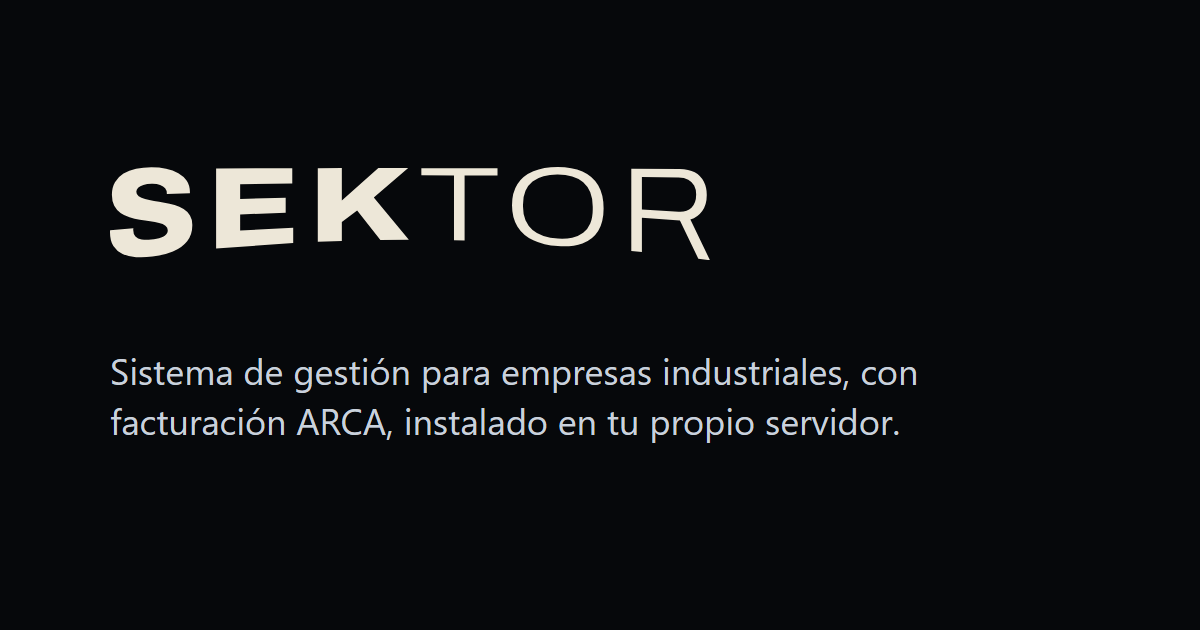 SEKTOR
Sistema de gestión para empresas industriales, con
facturación ARCA, instalado en tu propio servidor.